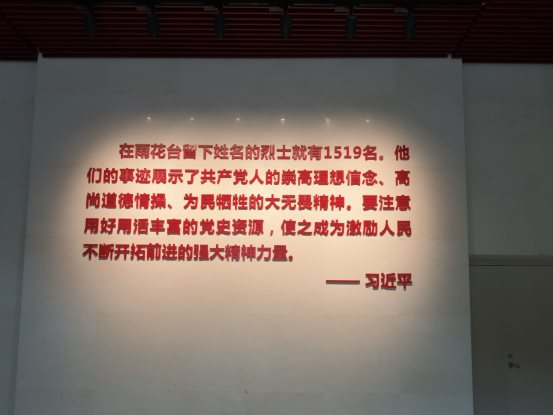 在雨花台留下姓名的烈士就有1519名。他
们的事迹展示了共产党人的崇高理想信念、高
尚道德情操、为民牺牲的大无畏精神。要注意
用好用活丰富的党史资源，使之成为激励人民
不断开拓前进的强大精神力量。
—— 习近平